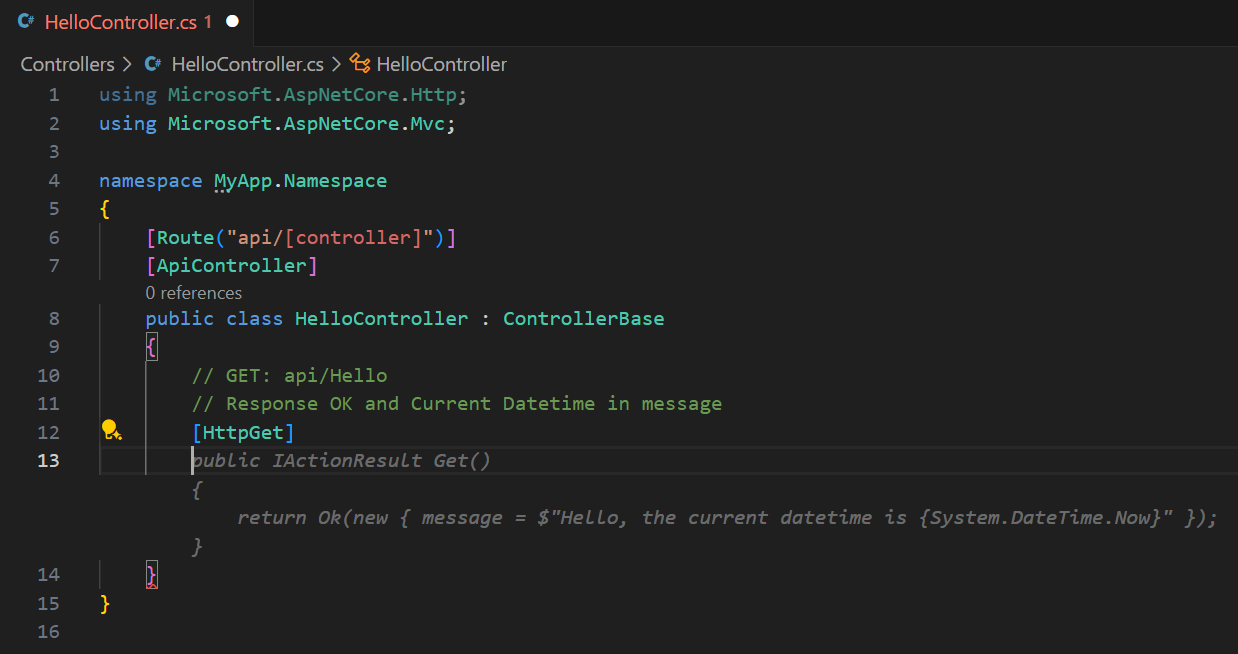 C# HelloController.cs 1
Controllers > C# HelloController.cs > HelloController
1 using Microsoft.AspNetCore.Http;
2 using Microsoft.AspNetCore.Mvc;
3
4 namespace MyApp.Namespace
5 {
6 [Route("api/[controller]")]
7 [ApiController]
0 references
8 public class HelloController : ControllerBase
9 {
10 // GET: api/Hello
11 // Response OK and Current Datetime in message
12 [HttpGet]
13 public IActionResult Get()
{
return Ok(new { message = $"Hello, the current datetime is {System.DateTime.Now}" });
}
14 }
15 }
16